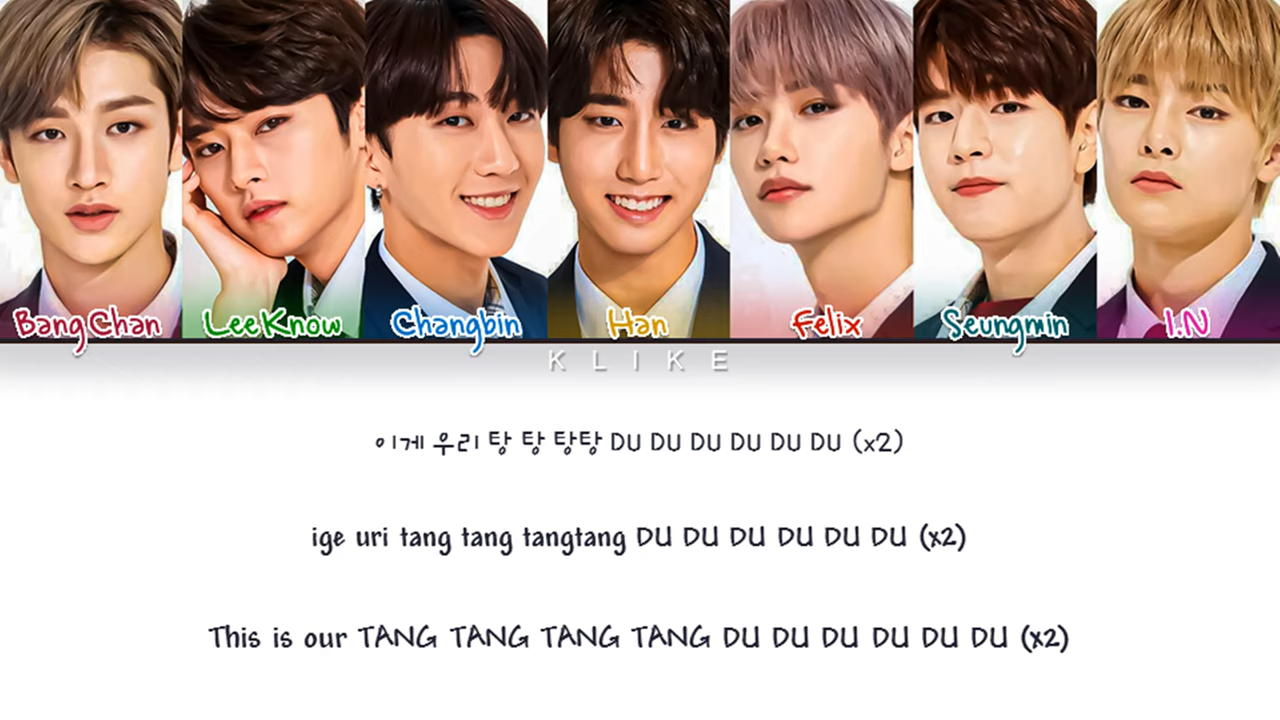 Bang Chan Lee Know Changbin Han Felix Seungmin I.N
KLIKE
이게 우리 탕 탕 탕탕 DU DU DU DU DU DU (x2)
ige uri tang tang tangtang DU DU DU DU DU DU (x2)
This is our TANG TANG TANG TANG DU DU DU DU DU DU (x2)